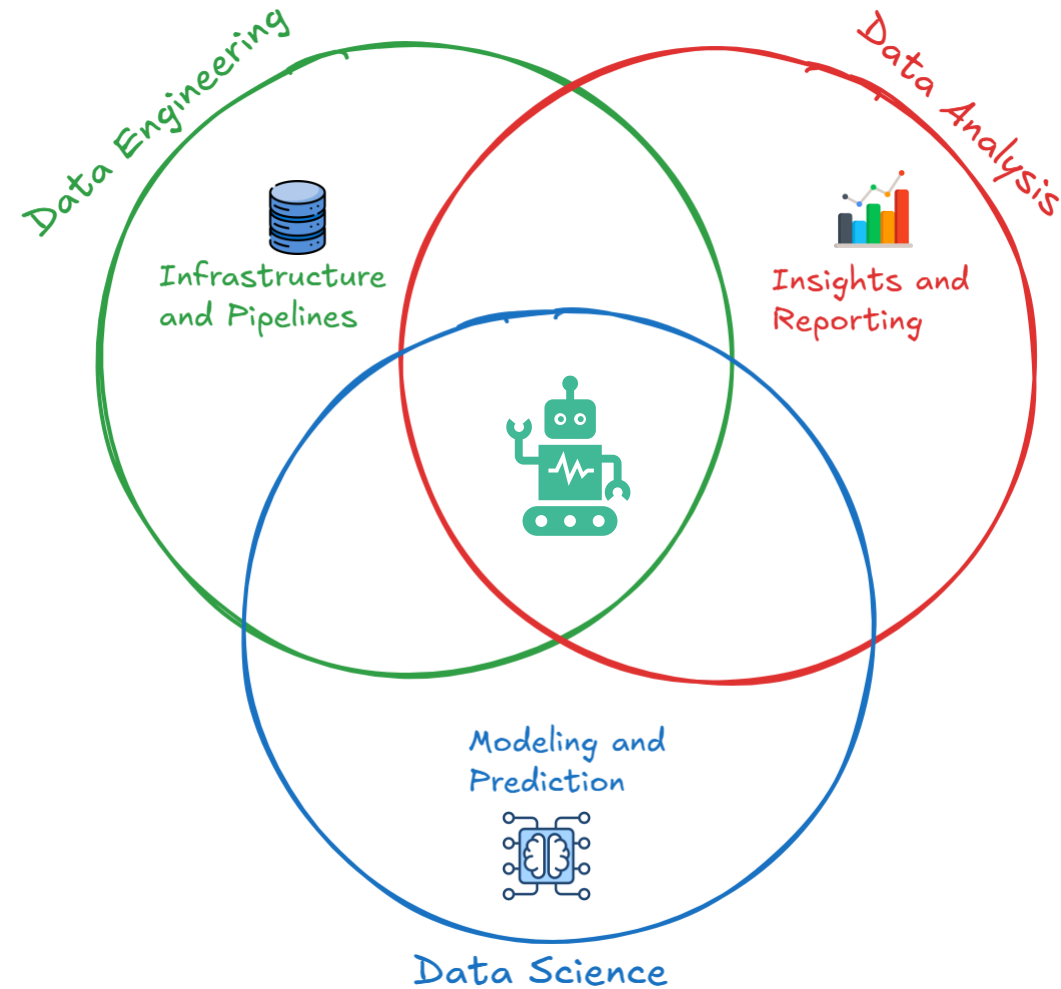 Data Engineering
Data Analysis
Infrastructure
and Pipelines
Insights and
Reporting
Modeling and
Prediction
Data Science